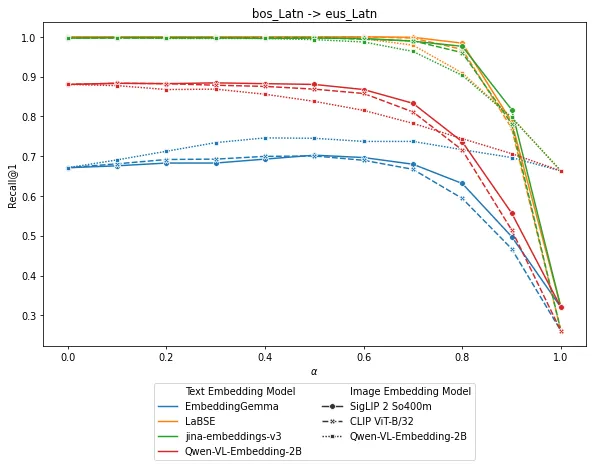 bos_Latn -> eus_Latn
Recall@1
1.0
0.9
0.8
0.7
0.6
0.5
0.4
0.3
0.0 0.2 0.4 0.6 0.8 1.0
α
Text Embedding Model
EmbeddingGemma
LaBSE
jina-embeddings-v3
Qwen-VL-Embedding-2B
Image Embedding Model
SigLIP 2 So400m
CLIP ViT-B/32
Qwen-VL-Embedding-2B